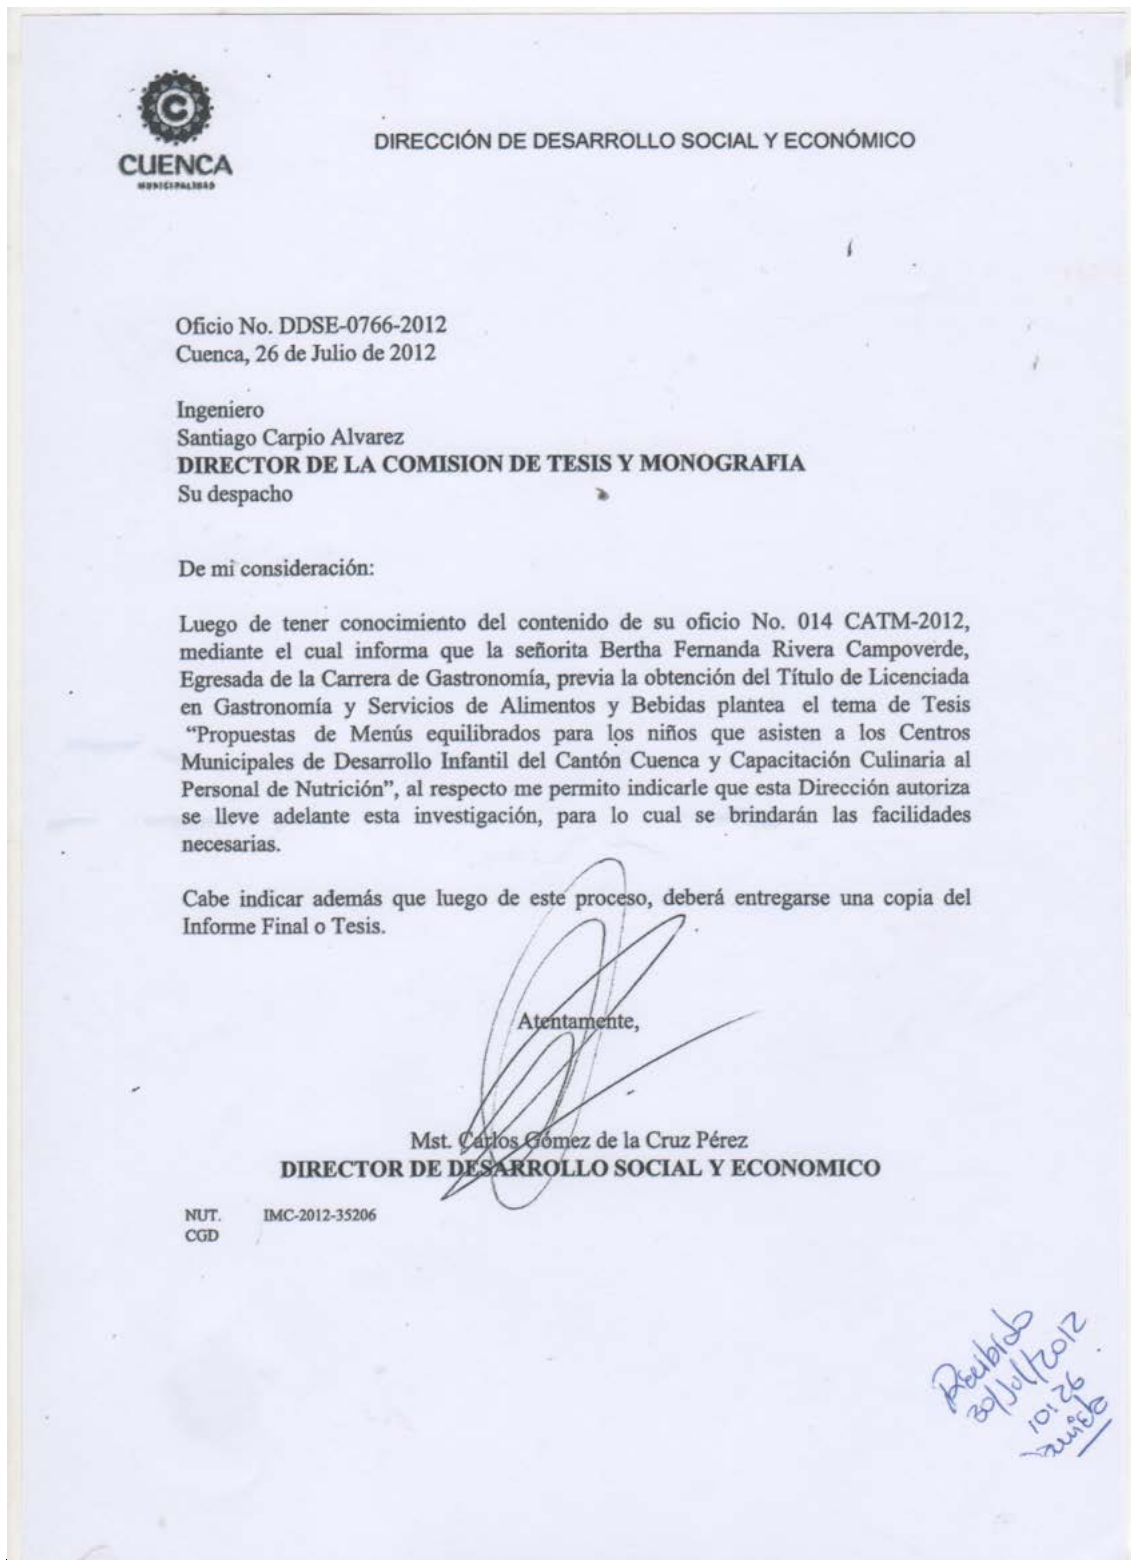 C
CUENCA
MUNICIPALIDAD
DIRECCIÓN DE DESARROLLO SOCIAL Y ECONÓMICO
Oficio No. DDSE-0766-2012
Cuenca, 26 de Julio de 2012
Ingeniero
Santiago Carpio Alvarez
DIRECTOR DE LA COMISION DE TESIS Y MONOGRAFIA
Su despacho
De mi consideración:
Luego de tener conocimiento del contenido de su oficio No. 014 CATM-2012,
mediante el cual informa que la señorita Bertha Fernanda Rivera Campoverde,
Egresada de la Carrera de Gastronomía, previa la obtención del Título de Licenciada
en Gastronomía y Servicios de Alimentos y Bebidas plantea el tema de Tesis
“Propuestas de Menús equilibrados para los niños que asisten a los Centros
Municipales de Desarrollo Infantil del Cantón Cuenca y Capacitación Culinaria al
Personal de Nutrición”, al respecto me permito indicarle que esta Dirección autoriza
se lleve adelante esta investigación, para lo cual se brindarán las facilidades
necesarias.
Cabe indicar además que luego de este proceso, deberá entregarse una copia del
Informe Final o Tesis.
Atentamente,
Mst. Carlos Gómez de la Cruz Pérez
DIRECTOR DE DESARROLLO SOCIAL Y ECONOMICO
NUT. IMC-2012-35206
CGD
Recibido
30/Jul/2012
10:26